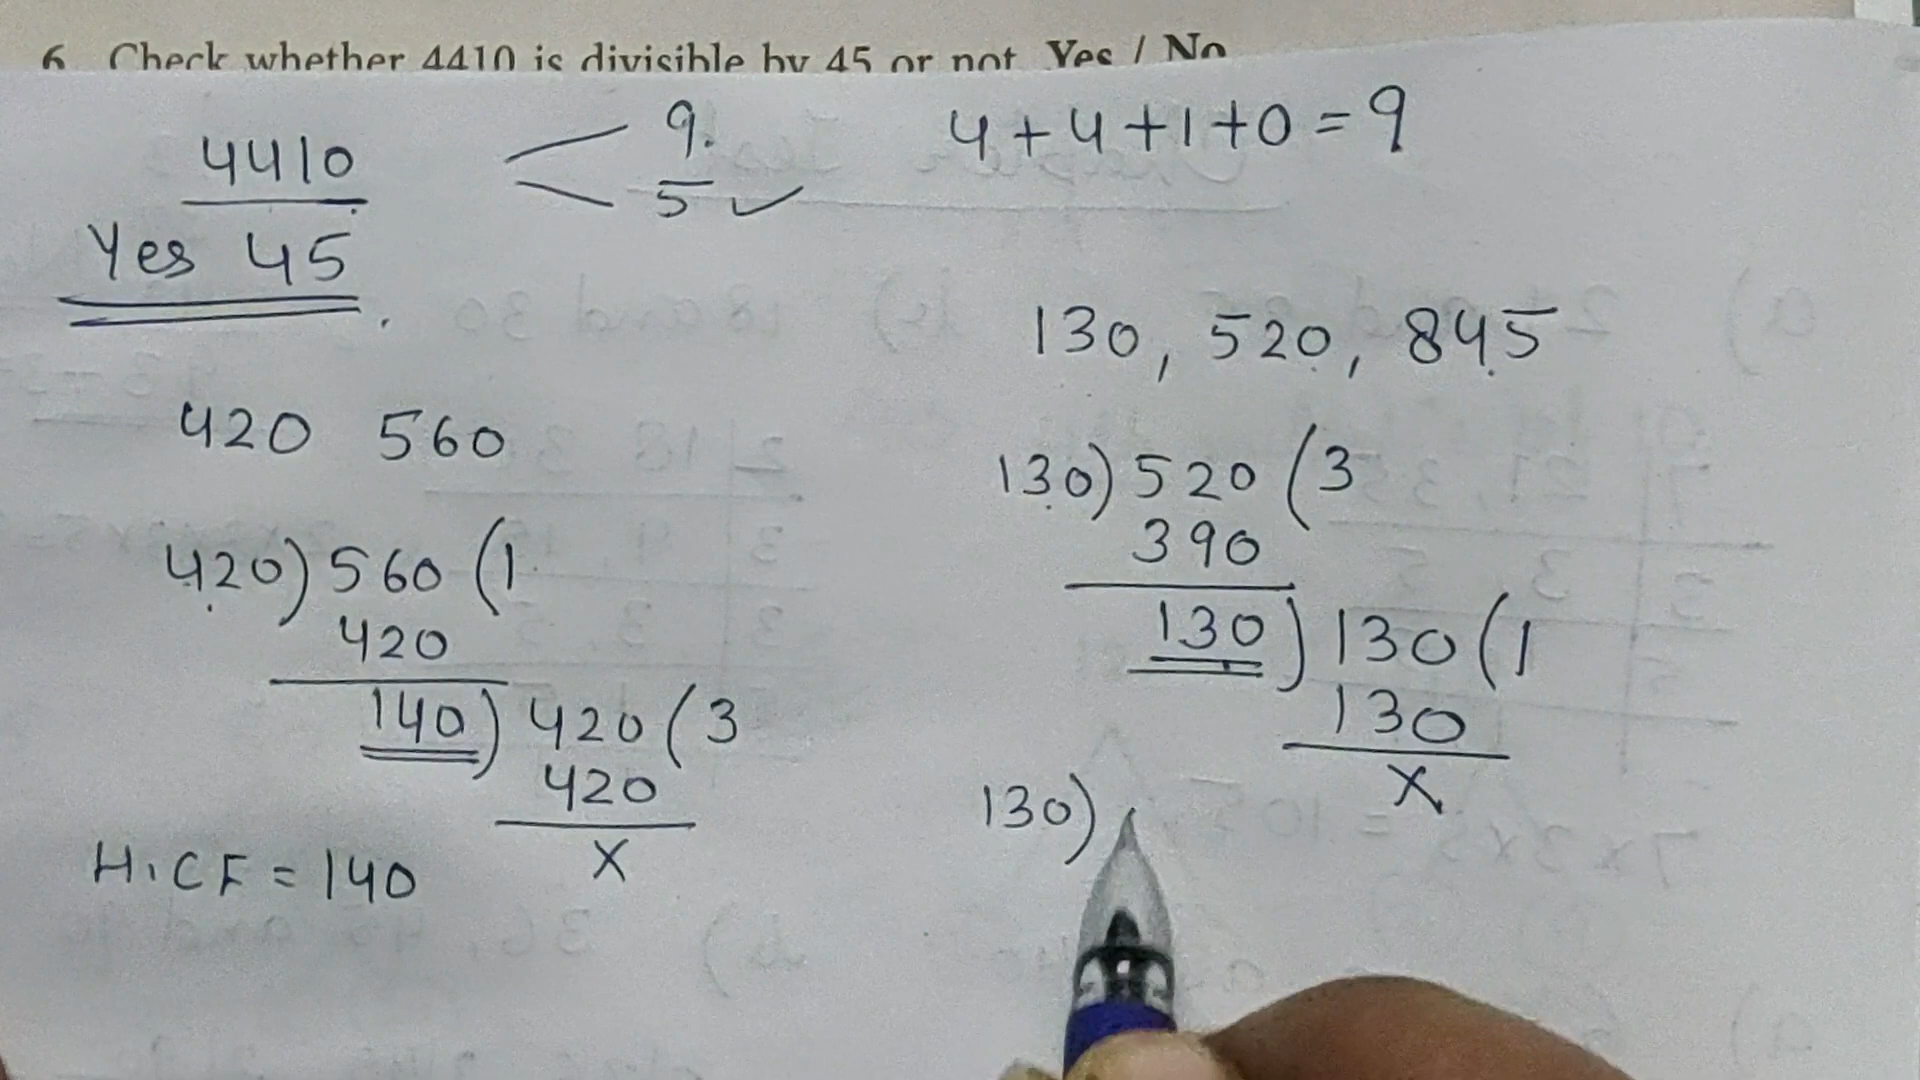 6 Check whether 4410 is divisible by 45 or not Yes / No
4410
9.
5 ✓
4+4+1+0=9
Yes 45
420 560
420) 560 (1
420
140) 420 (3
420
X
H.CF = 140
130, 520, 845
130) 520 (3
390
130) 130 (1
130
X
130)